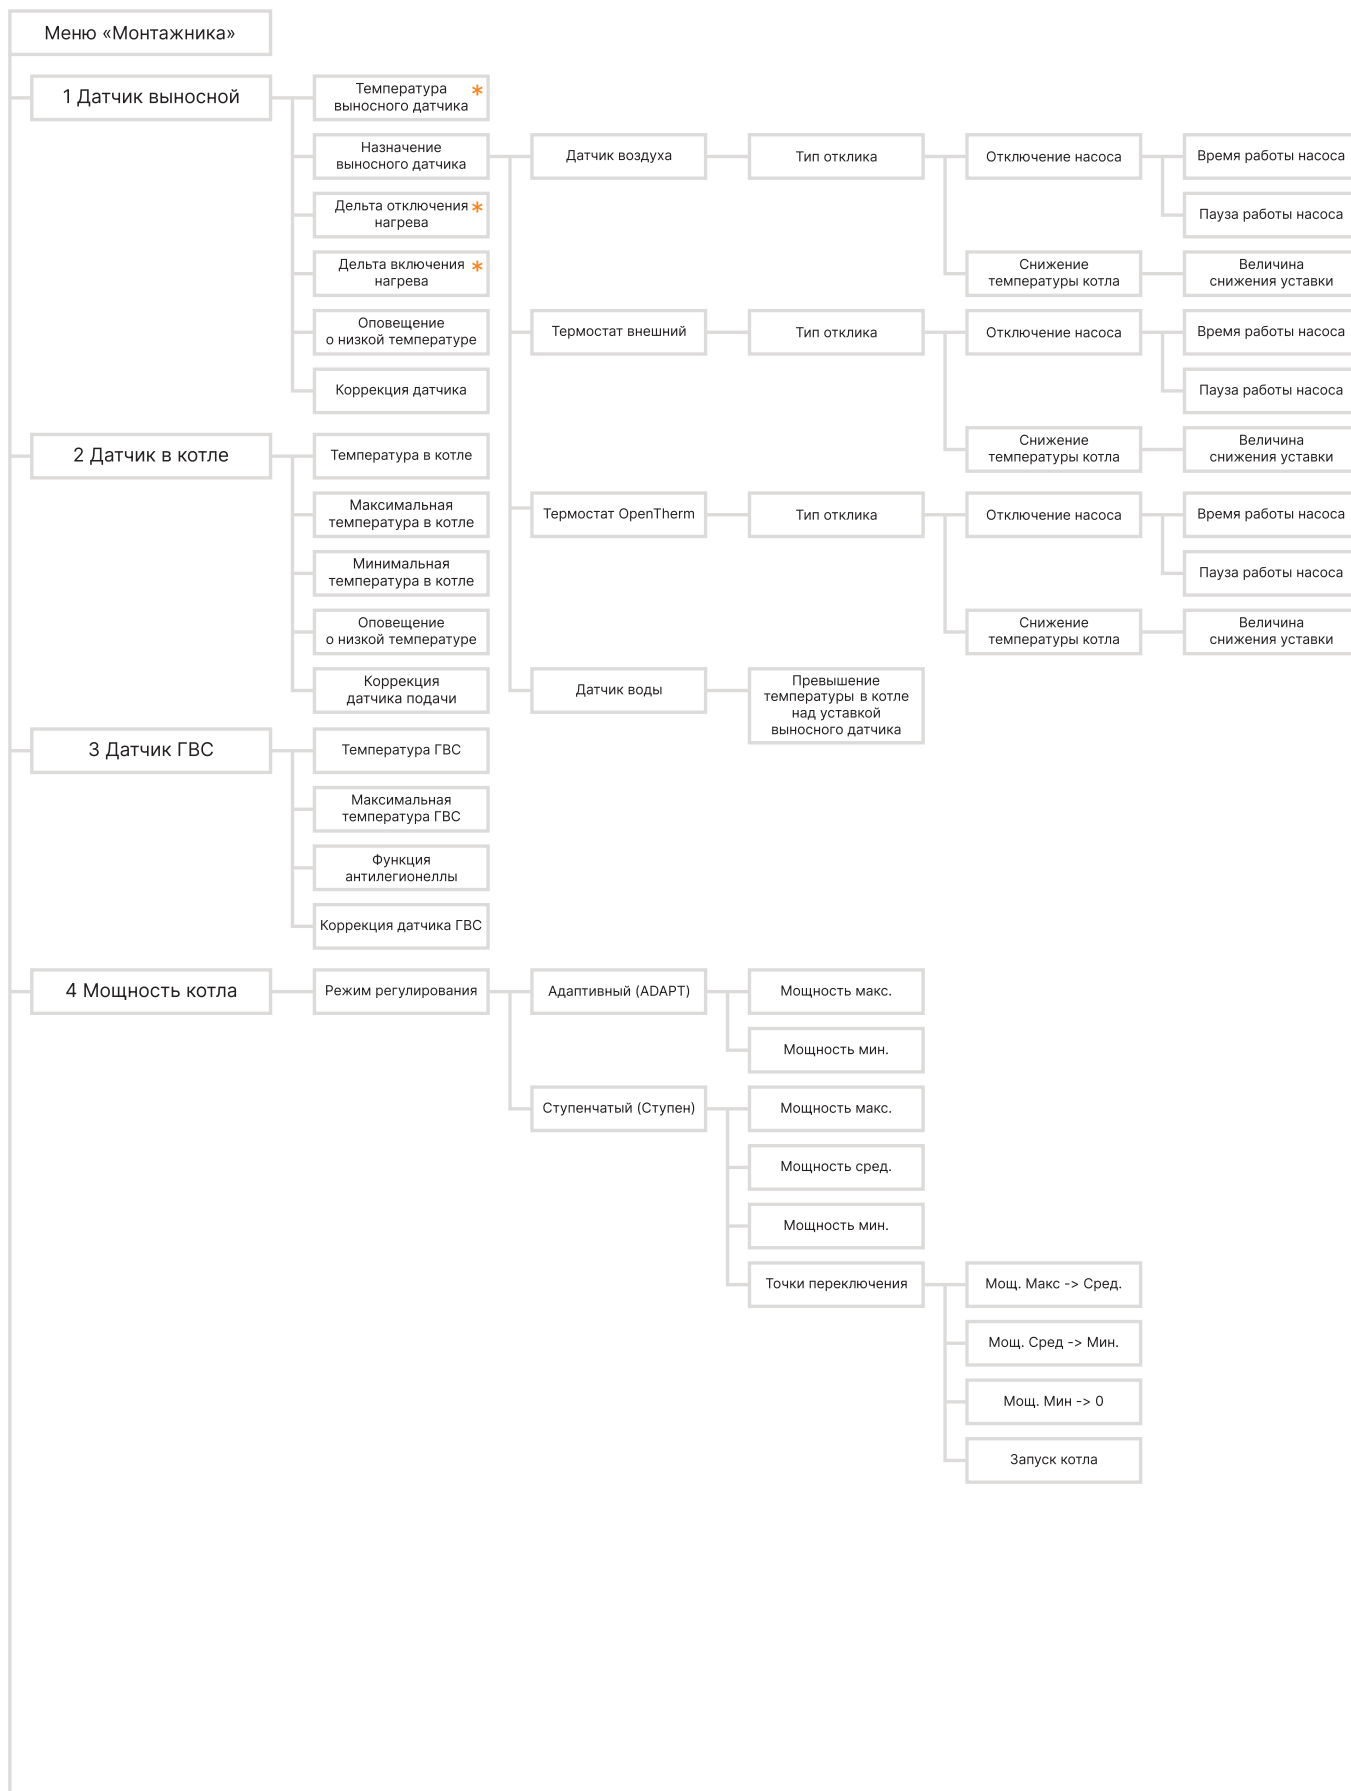 Меню «Монтажника»
1 Датчик выносной
Температура *
выносного датчика
Назначение
выносного датчика
Датчик воздуха
Тип отклика
Отключение насоса
Время работы насоса
Дельта отключения *
нагрева
Пауза работы насоса
Дельта включения *
нагрева
Снижение
температуры котла
Величина
снижения уставки
Оповещение
о низкой температуре
Термостат внешний
Тип отклика
Отключение насоса
Время работы насоса
Коррекция датчика
Пауза работы насоса
2 Датчик в котле
Температура в котле
Снижение
температуры котла
Величина
снижения уставки
Максимальная
температура в котле
Термостат OpenTherm
Тип отклика
Отключение насоса
Время работы насоса
Минимальная
температура в котле
Пауза работы насоса
Оповещение
о низкой температуре
Снижение
температуры котла
Величина
снижения уставки
Коррекция
датчика подачи
Датчик воды
Превышение
температуры в котле
над уставкой
выносного датчика
3 Датчик ГВС
Температура ГВС
Максимальная
температура ГВС
Функция
антилегионеллы
Коррекция датчика ГВС
4 Мощность котла
Режим регулирования
Адаптивный (ADAPT)
Мощность макс.
Мощность мин.
Ступенчатый (Ступен)
Мощность макс.
Мощность сред.
Мощность мин.
Точки переключения
Мощ. Макс -> Сред.
Мощ. Сред -> Мин.
Мощ. Мин -> 0
Запуск котла